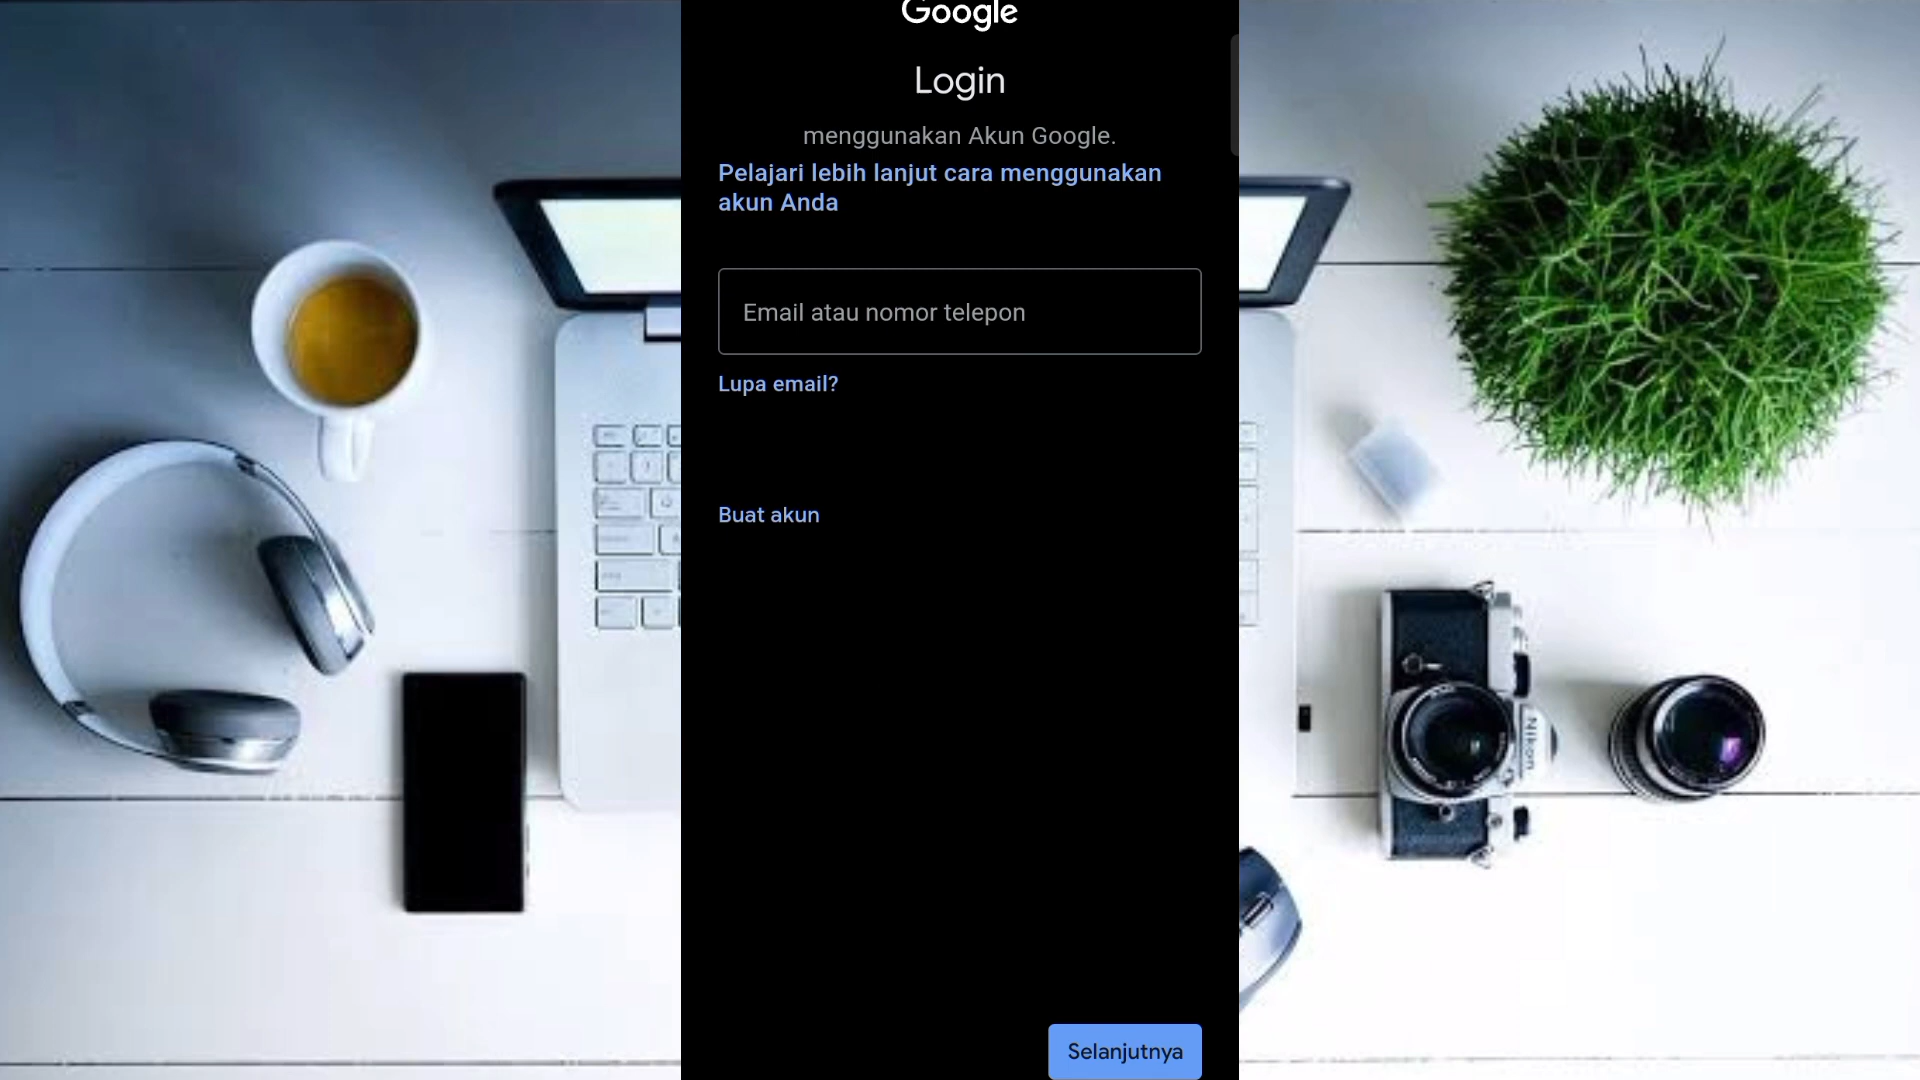 Google
Login
menggunakan Akun Google.
Pelajari lebih lanjut cara menggunakan
akun Anda
Email atau nomor telepon
Lupa email?
Buat akun
Nikon
Selanjutnya